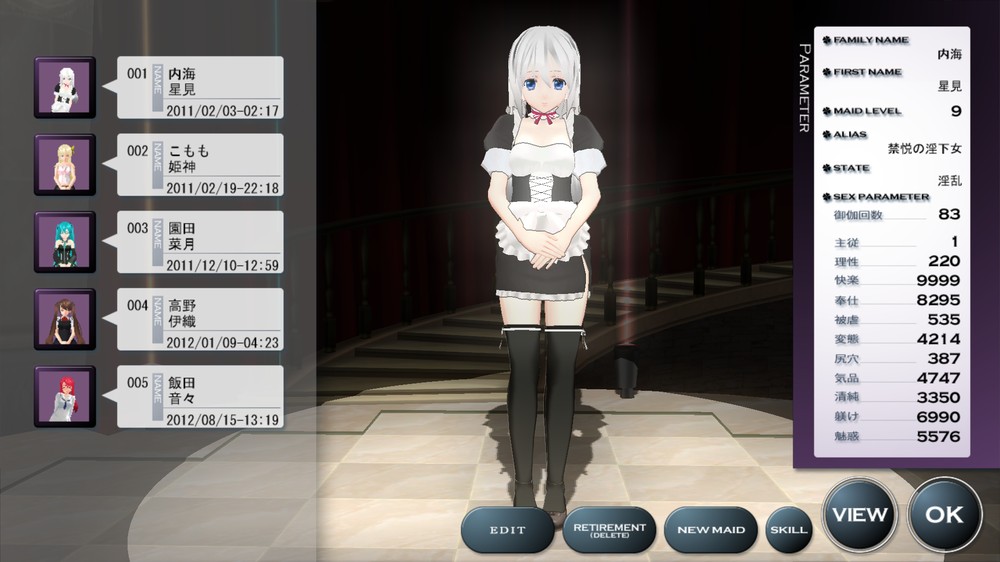 001
NAME
内海
星見
2011/02/03-02:17
002
NAME
こもも
姫神
2011/02/19-22:18
003
NAME
園田
菜月
2011/12/10-12:59
004
NAME
高野
伊織
2012/01/09-04:23
005
NAME
飯田
音々
2012/08/15-13:19
PARAMETER
FAMILY NAME
内海
FIRST NAME
星見
MAID LEVEL 9
ALIAS
禁悦の淫下女
STATE
淫乱
SEX PARAMETER
御伽回数 83
主従 1
理性 220
快楽 9999
奉仕 8295
被虐 535
変態 4214
尻穴 387
気品 4747
清純 3350
躾け 6990
魅惑 5576
EDIT
RETIREMENT
(DELETE)
NEW MAID
SKILL
VIEW
OK